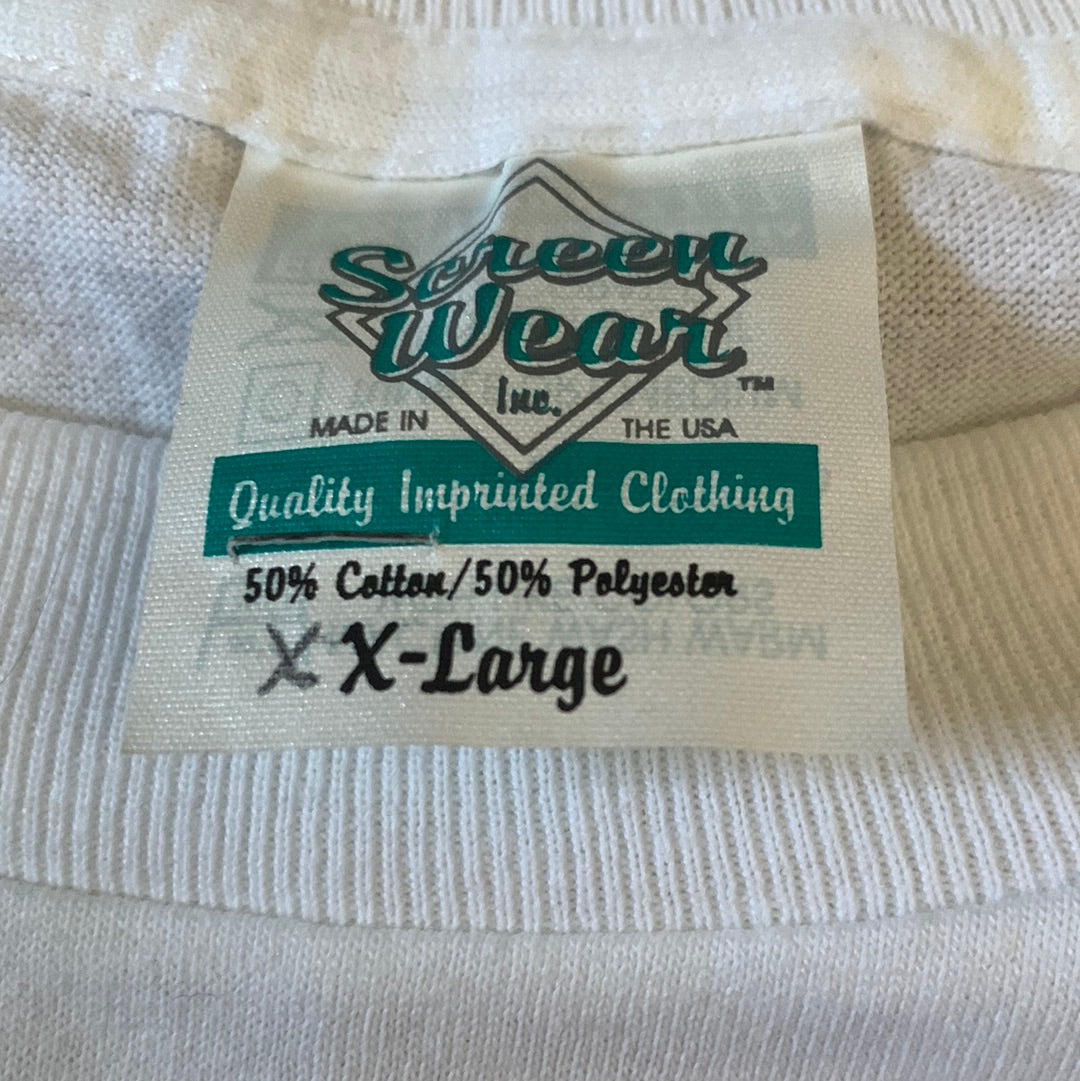 Screen
Wear
Inc. ™
MADE IN THE USA
Quality Imprinted Clothing
50% Cotton/50% Polyester
X X-Large